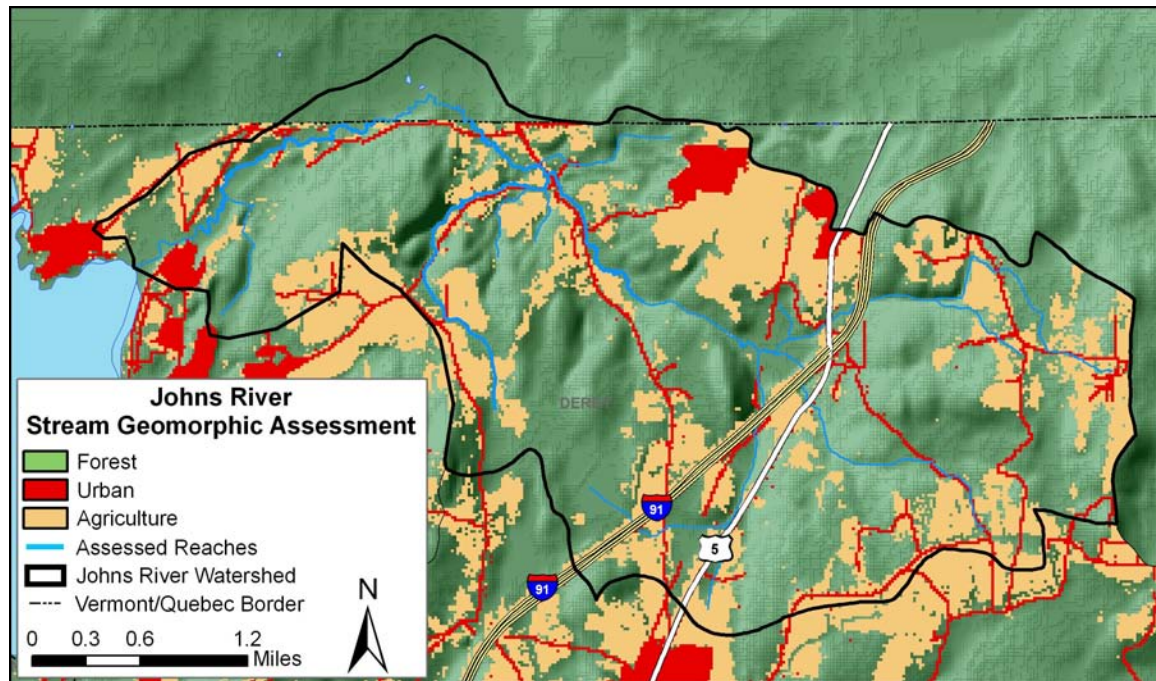 DERBY
91
5
91
Johns River
Stream Geomorphic Assessment
Forest
Urban
Agriculture
Assessed Reaches
Johns River Watershed
Vermont/Quebec Border
N
0 0.3 0.6 1.2
Miles